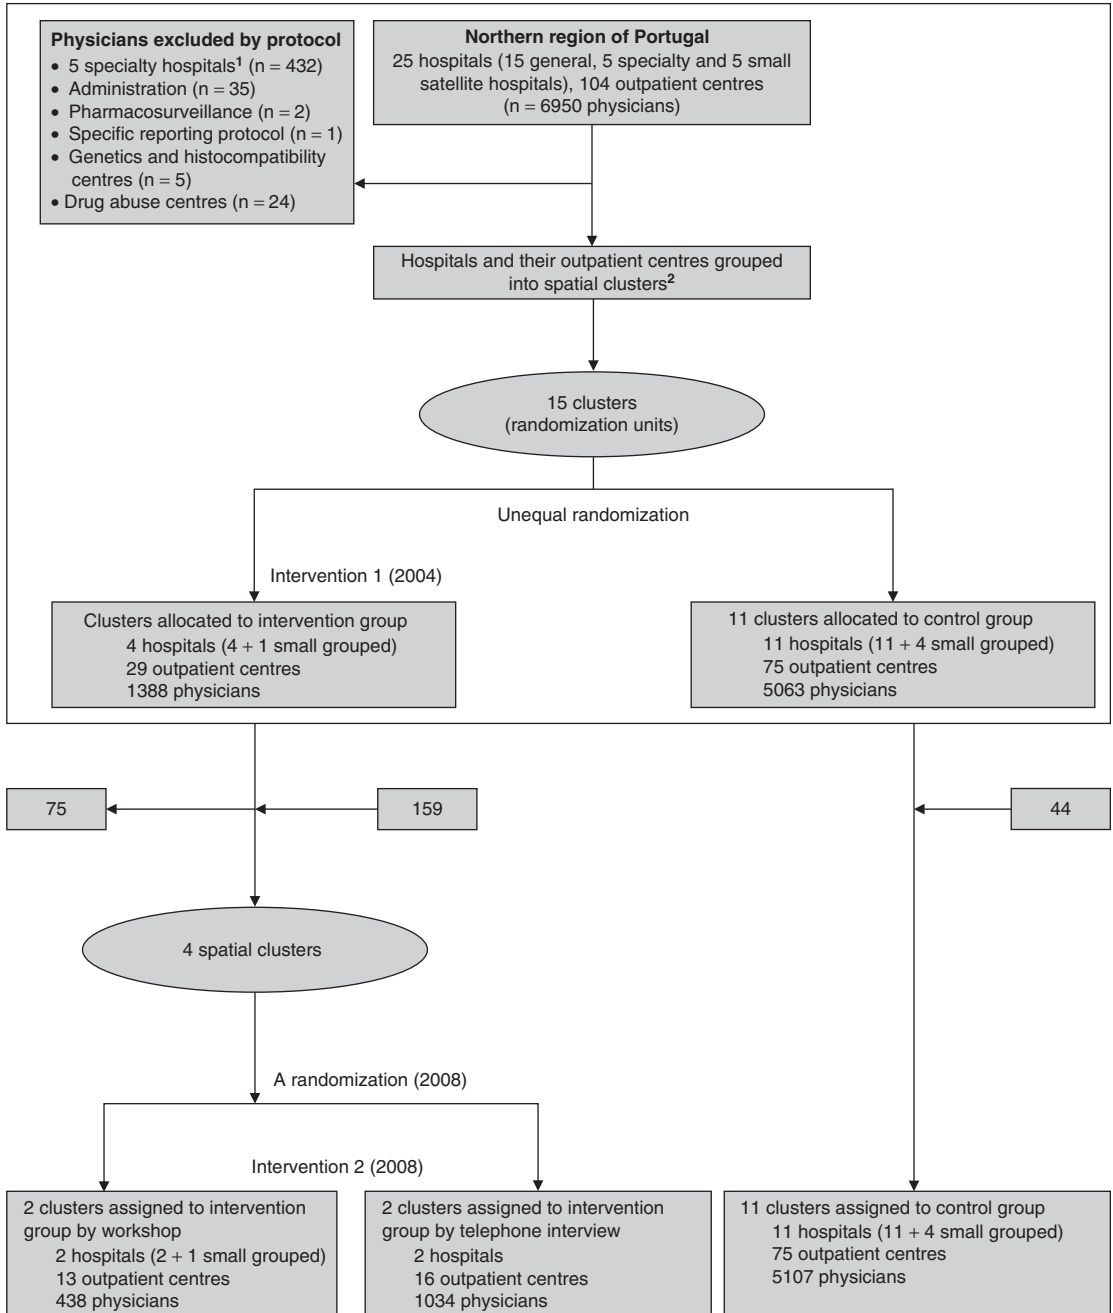 Physicians excluded by protocol
• 5 specialty hospitals¹ (n = 432)
• Administration (n = 35)
• Pharmacosurveillance (n = 2)
• Specific reporting protocol (n = 1)
• Genetics and histocompatibility
centres (n = 5)
• Drug abuse centres (n = 24)
Northern region of Portugal
25 hospitals (15 general, 5 specialty and 5 small
satellite hospitals), 104 outpatient centres
(n = 6950 physicians)
Hospitals and their outpatient centres grouped
into spatial clusters²
15 clusters
(randomization units)
Unequal randomization
Intervention 1 (2004)
Clusters allocated to intervention group
4 hospitals (4 + 1 small grouped)
29 outpatient centres
1388 physicians
11 clusters allocated to control group
11 hospitals (11 + 4 small grouped)
75 outpatient centres
5063 physicians
75
159
44
4 spatial clusters
A randomization (2008)
Intervention 2 (2008)
2 clusters assigned to intervention
group by workshop
2 hospitals (2 + 1 small grouped)
13 outpatient centres
438 physicians
2 clusters assigned to intervention
group by telephone interview
2 hospitals
16 outpatient centres
1034 physicians
11 clusters assigned to control group
11 hospitals (11 + 4 small grouped)
75 outpatient centres
5107 physicians